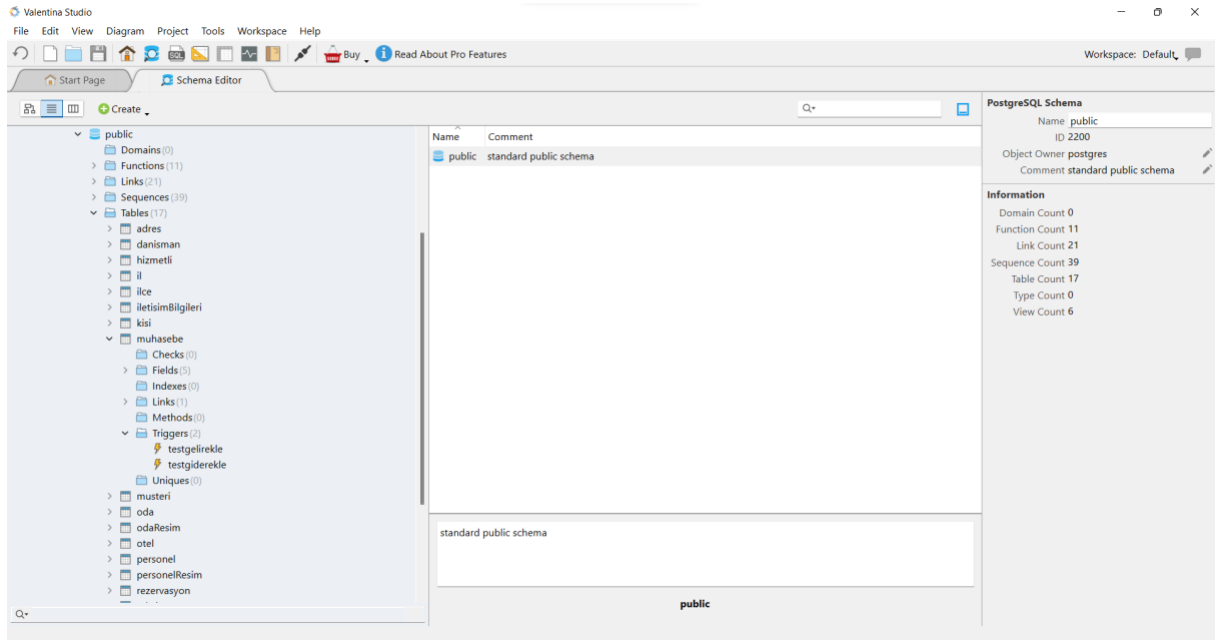 Valentina Studio
File Edit View Diagram Project Tools Workspace Help
SQL Buy Read About Pro Features Workspace: Default
Start Page Schema Editor
Create
public
Domains (0)
Functions (11)
Links (21)
Sequences (39)
Tables (17)
adres
danisman
hizmetli
il
ilce
iletisimBilgileri
kisi
muhasebe
Checks (0)
Fields (5)
Indexes (0)
Links (1)
Methods (0)
Triggers (2)
testgelirekle
testgiderekle
Uniques (0)
musteri
oda
odaResim
otel
personel
personelResim
rezervasyon
Name Comment
public standard public schema
standard public schema
public
PostgreSQL Schema
Name public
ID 2200
Object Owner postgres
Comment standard public schema
Information
Domain Count 0
Function Count 11
Link Count 21
Sequence Count 39
Table Count 17
Type Count 0
View Count 6